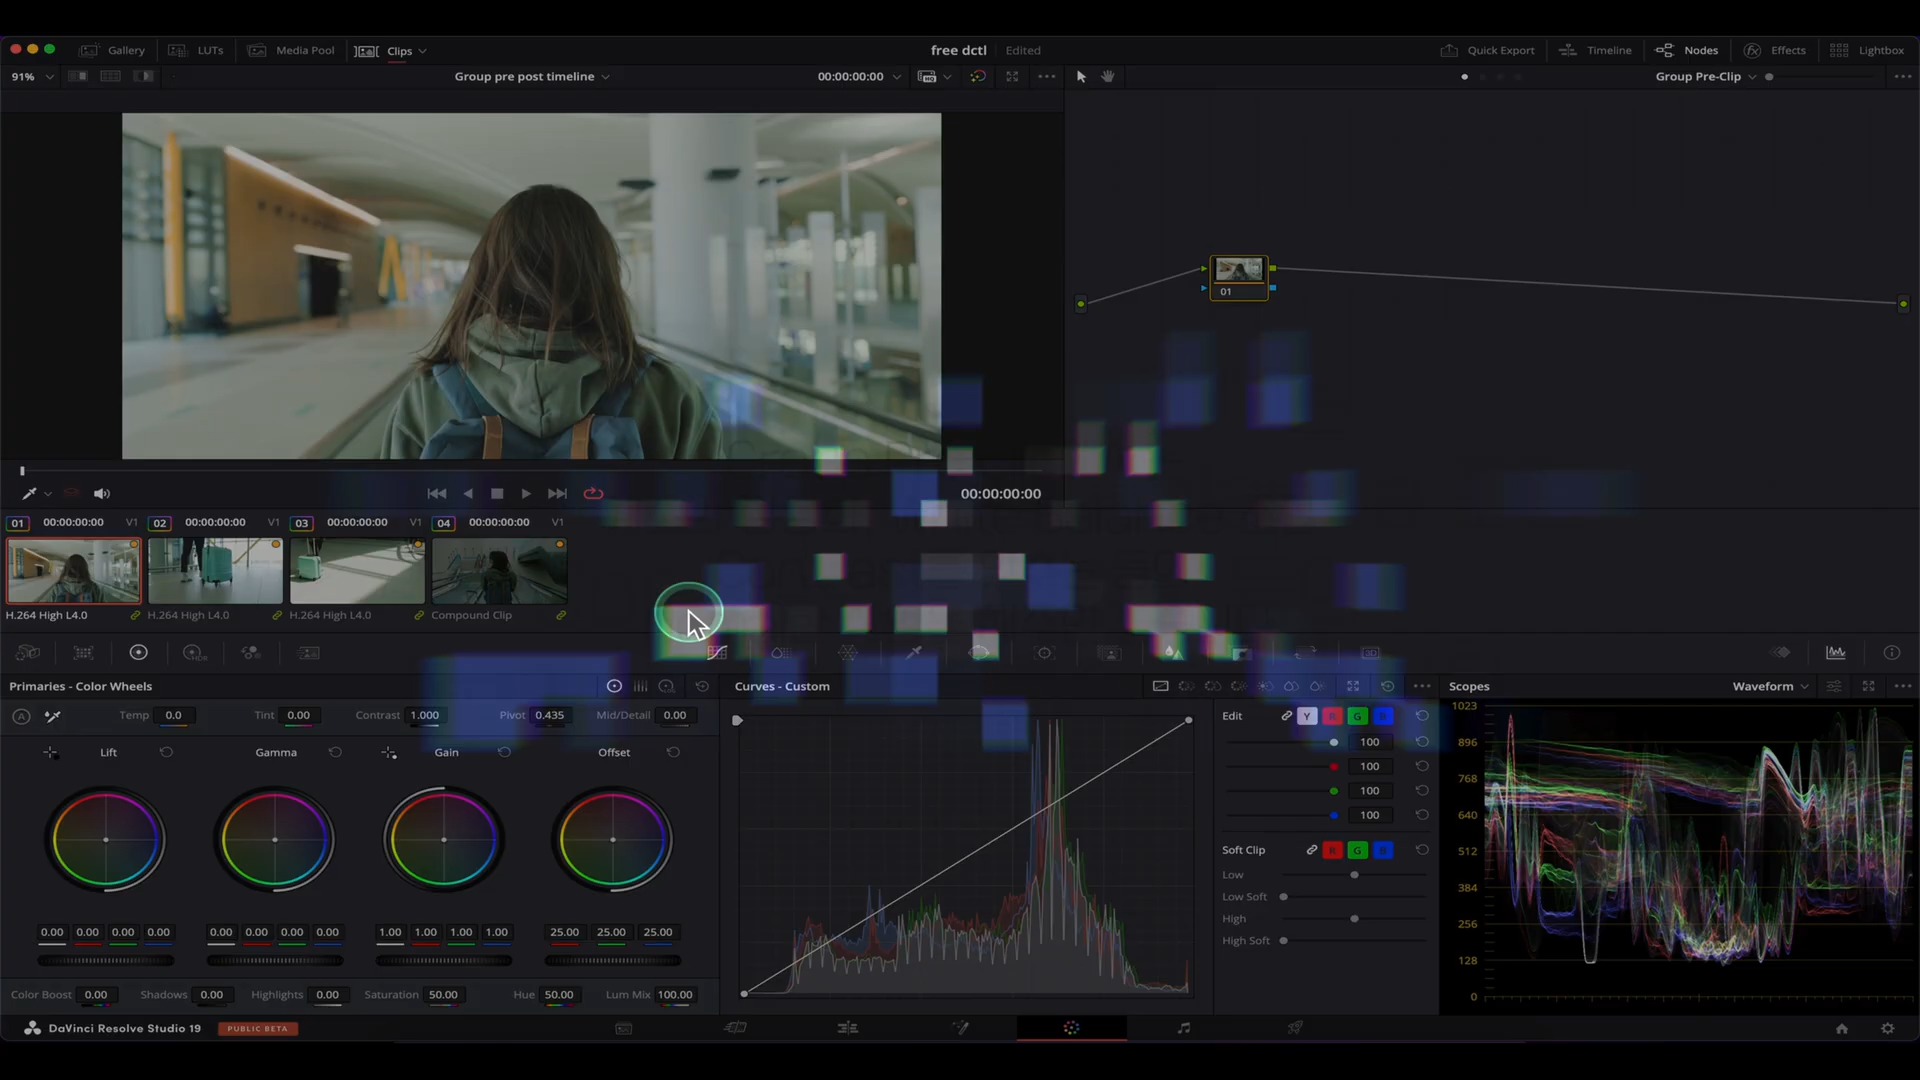 Gallery LUTs Media Pool Clips free dctl Edited Quick Export Timeline Nodes Effects Lightbox
91% Group pre post timeline 00:00:00:00 Group Pre-Clip
01
00:00:00:00
01 00:00:00:00 V1 02 00:00:00:00 V1 03 00:00:00:00 V1 04 00:00:00:00 V1
H.264 High L4.0 H.264 High L4.0 H.264 High L4.0 Compound Clip
HDR 3D
Primaries - Color Wheels Curves - Custom Scopes Waveform
A Temp 0.0 Tint 0.00 Contrast 1.000 Pivot 0.435 Mid/Detail 0.00
Lift Gamma Gain Offset
0.00 0.00 0.00 0.00 0.00 0.00 0.00 0.00 1.00 1.00 1.00 1.00 25.00 25.00 25.00
Color Boost 0.00 Shadows 0.00 Highlights 0.00 Saturation 50.00 Hue 50.00 Lum Mix 100.00
Edit Y R G B
100
100
100
100
Soft Clip R G B
Low
Low Soft
High
High Soft
1023
896
768
640
512
384
256
128
0
DaVinci Resolve Studio 19 PUBLIC BETA